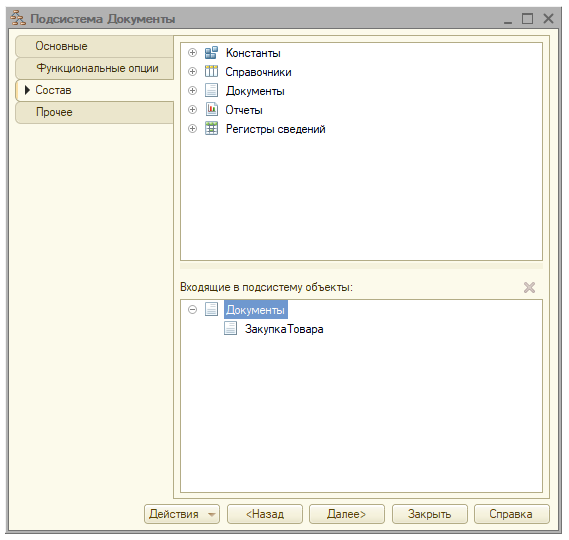 Подсистема Документы
Основные
Функциональные опции
Состав
Прочее
Константы
Справочники
Документы
Отчеты
Регистры сведений
Входящие в подсистему объекты:
Документы
ЗакупкаТовара
Действия
<Назад
Далее>
Закрыть
Справка